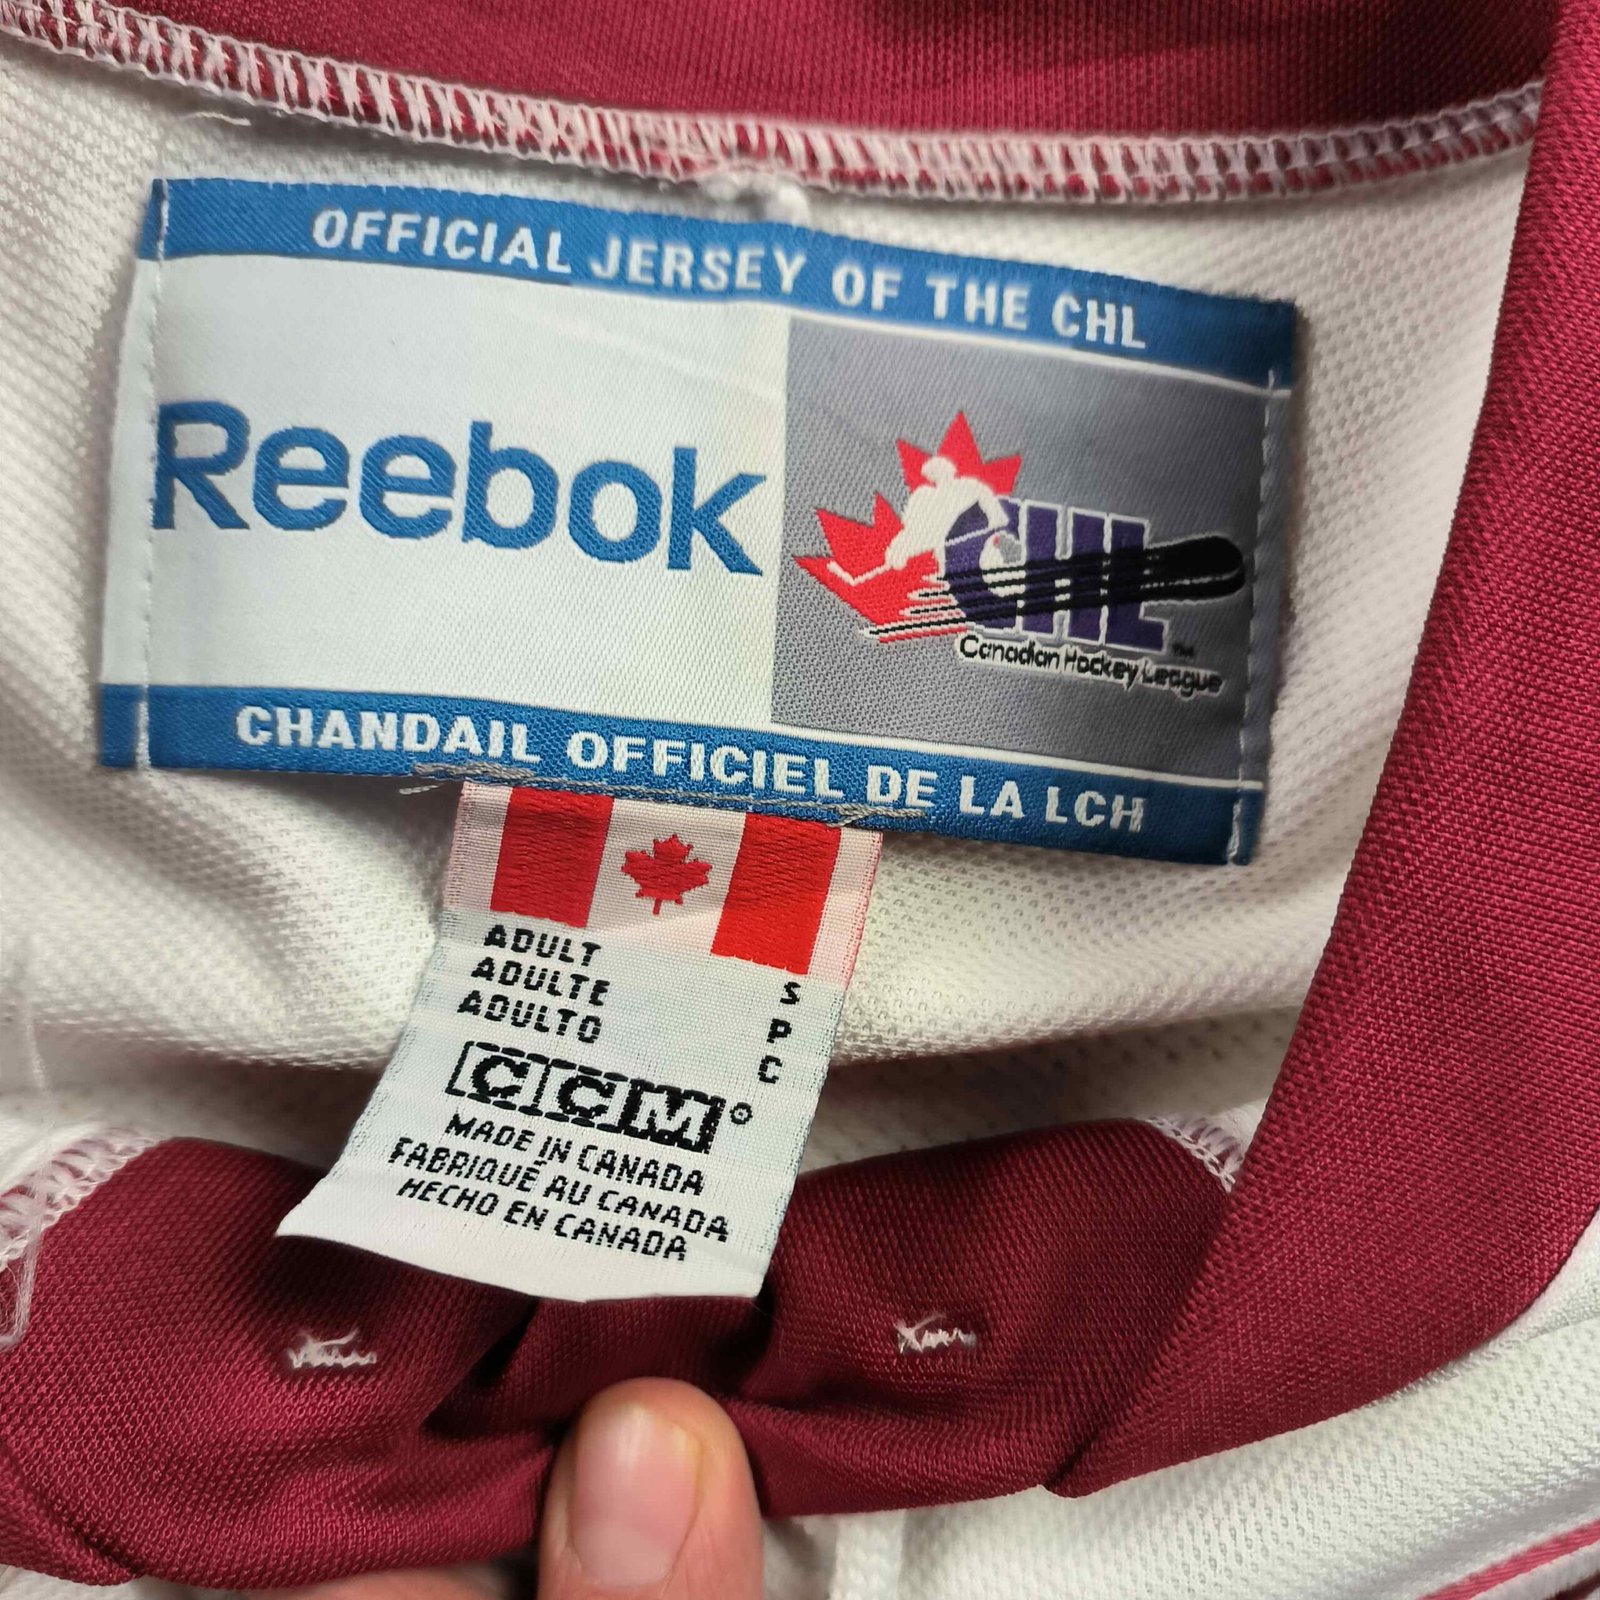 OFFICIAL JERSEY OF THE CHL
Reebok
CHL
TM
Canadian Hockey League
CHANDAIL OFFICIEL DE LA LCH
ADULT S
ADULTE P
ADULTO C
CCM®
MADE IN CANADA
FABRIQUÉ AU CANADA
HECHO EN CANADA